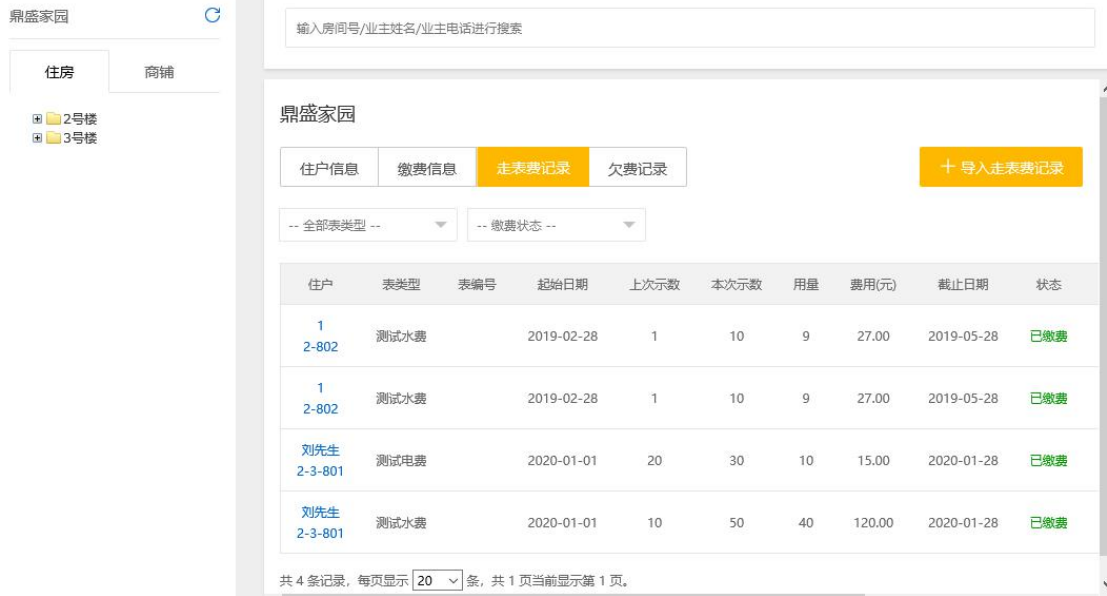 鼎盛家园
住房 商铺
2号楼
3号楼
输入房间号/业主姓名/业主电话进行搜索
鼎盛家园
住户信息 缴费信息 走表费记录 欠费记录 + 导入走表费记录
-- 全部表类型 -- -- 缴费状态 --
住户 表类型 表编号 起始日期 上次示数 本次示数 用量 费用(元) 截止日期 状态
1
2-802 测试水费 2019-02-28 1 10 9 27.00 2019-05-28 已缴费
1
2-802 测试水费 2019-02-28 1 10 9 27.00 2019-05-28 已缴费
刘先生
2-3-801 测试电费 2020-01-01 20 30 10 15.00 2020-01-28 已缴费
刘先生
2-3-801 测试水费 2020-01-01 10 50 40 120.00 2020-01-28 已缴费
共 4 条记录，每页显示 20 条，共 1 页当前显示第 1 页。